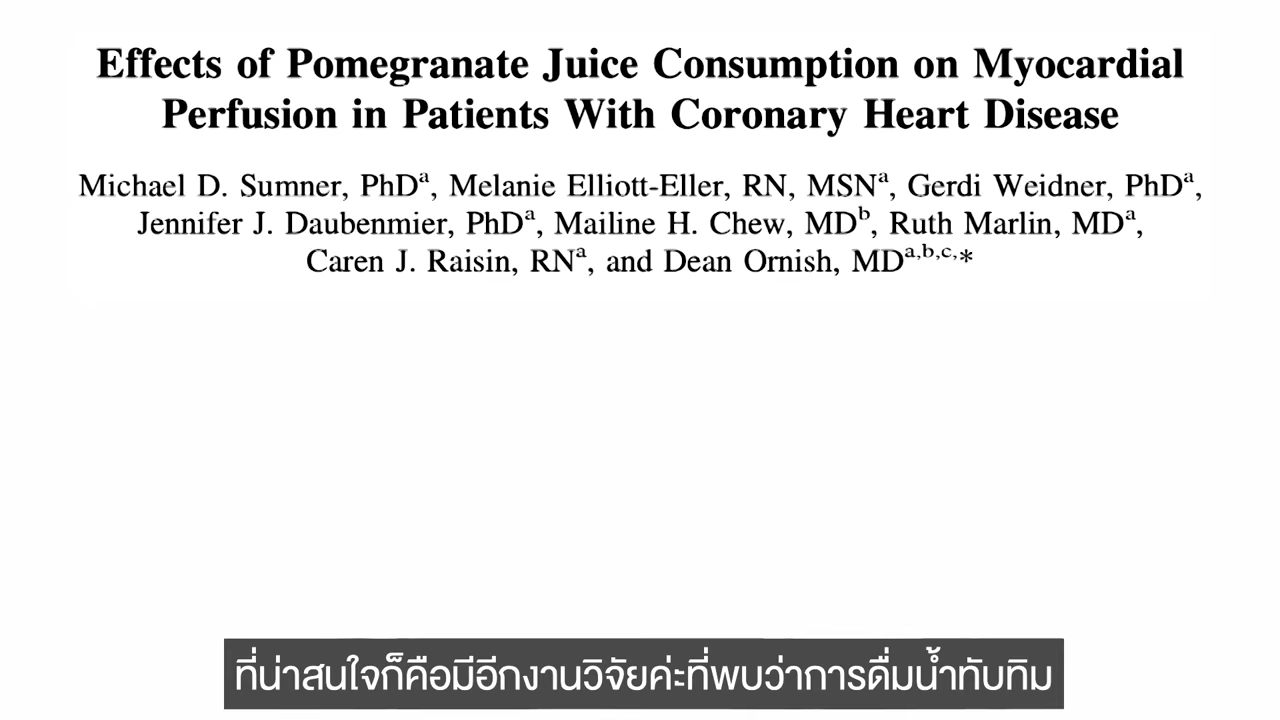 Effects of Pomegranate Juice Consumption on Myocardial
Perfusion in Patients With Coronary Heart Disease
Michael D. Sumner, PhDᵃ, Melanie Elliott-Eller, RN, MSNᵃ, Gerdi Weidner, PhDᵃ,
Jennifer J. Daubenmier, PhDᵃ, Mailine H. Chew, MDᵇ, Ruth Marlin, MDᵃ,
Caren J. Raisin, RNᵃ, and Dean Ornish, MDᵃ,ᵇ,ᶜ,*
ที่น่าสนใจก็คือมีอีกงานวิจัยค่ะที่พบว่าการดื่มน้ำทับทิม